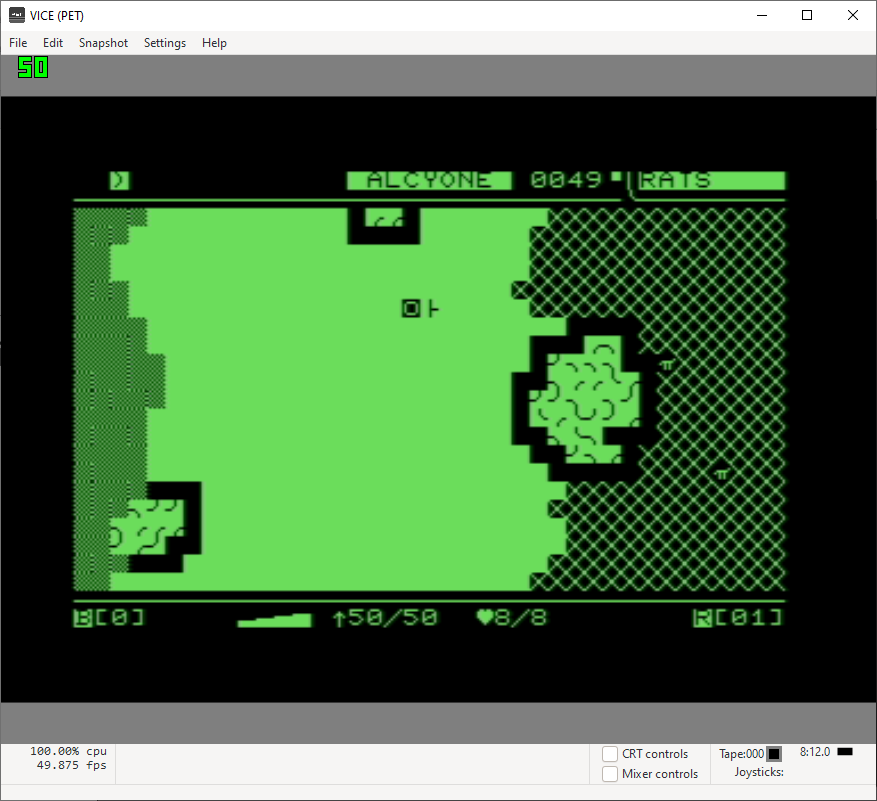 VICE (PET)
File Edit Snapshot Settings Help
50
) ALCYONE 0049 RATS
B[0] ↑50/50 ♥8/8 R[01]
100.00% cpu
49.875 fps
CRT controls
Mixer controls
Tape:000
Joysticks:
8:12.0